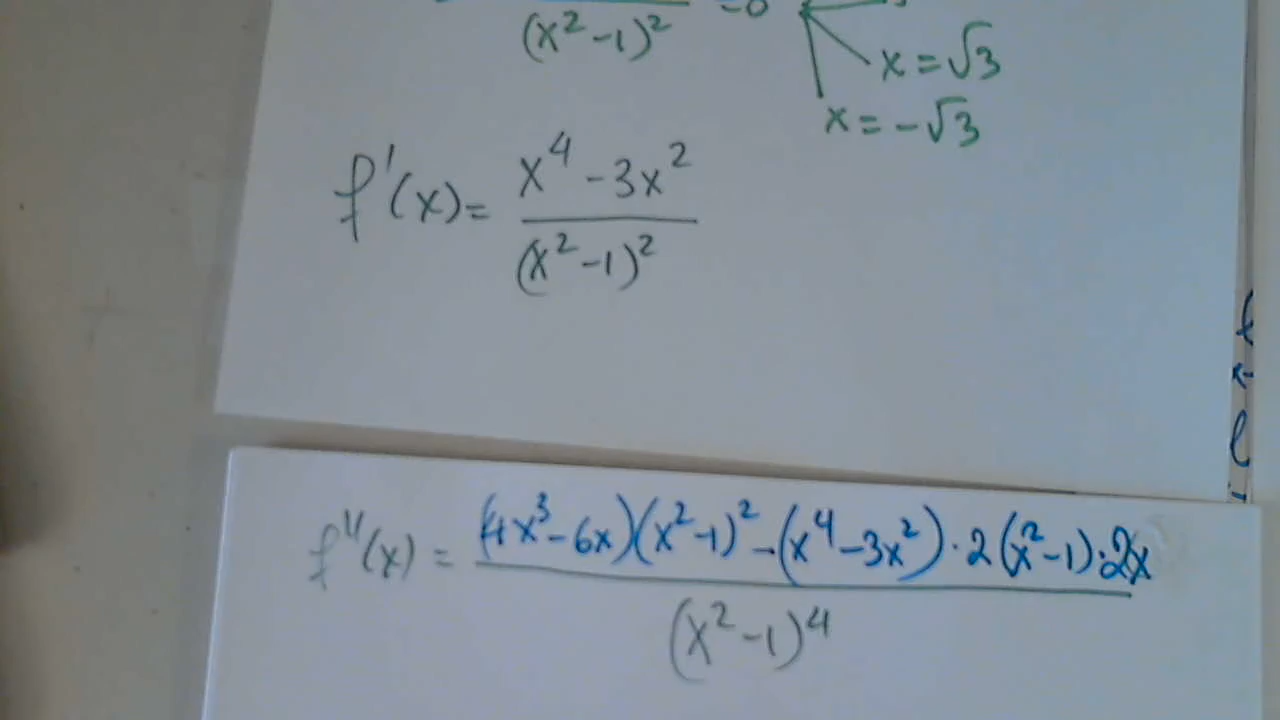 (x²-1)² =0
x=√3
x=-√3
f'(x)= x⁴-3x² / (x²-1)²
f''(x) = (4x³-6x)(x²-1)²-(x⁴-3x²)·2(x²-1)·2x / (x²-1)⁴